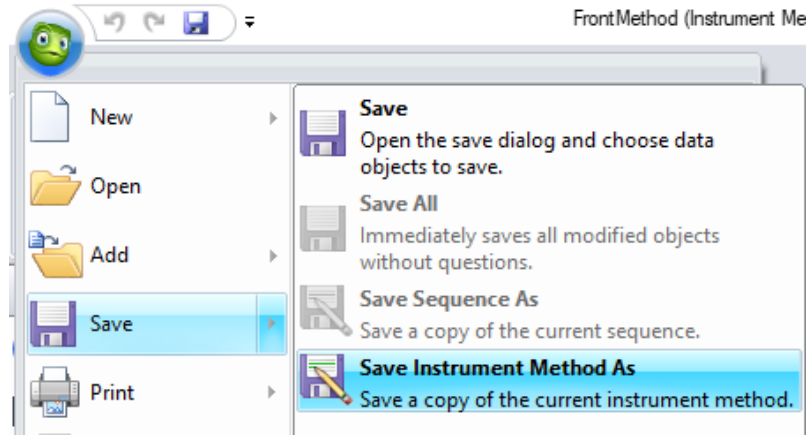 FrontMethod (Instrument Me
New
Open
Add
Save
Print
Save
Open the save dialog and choose data
objects to save.
Save All
Immediately saves all modified objects
without questions.
Save Sequence As
Save a copy of the current sequence.
Save Instrument Method As
Save a copy of the current instrument method.